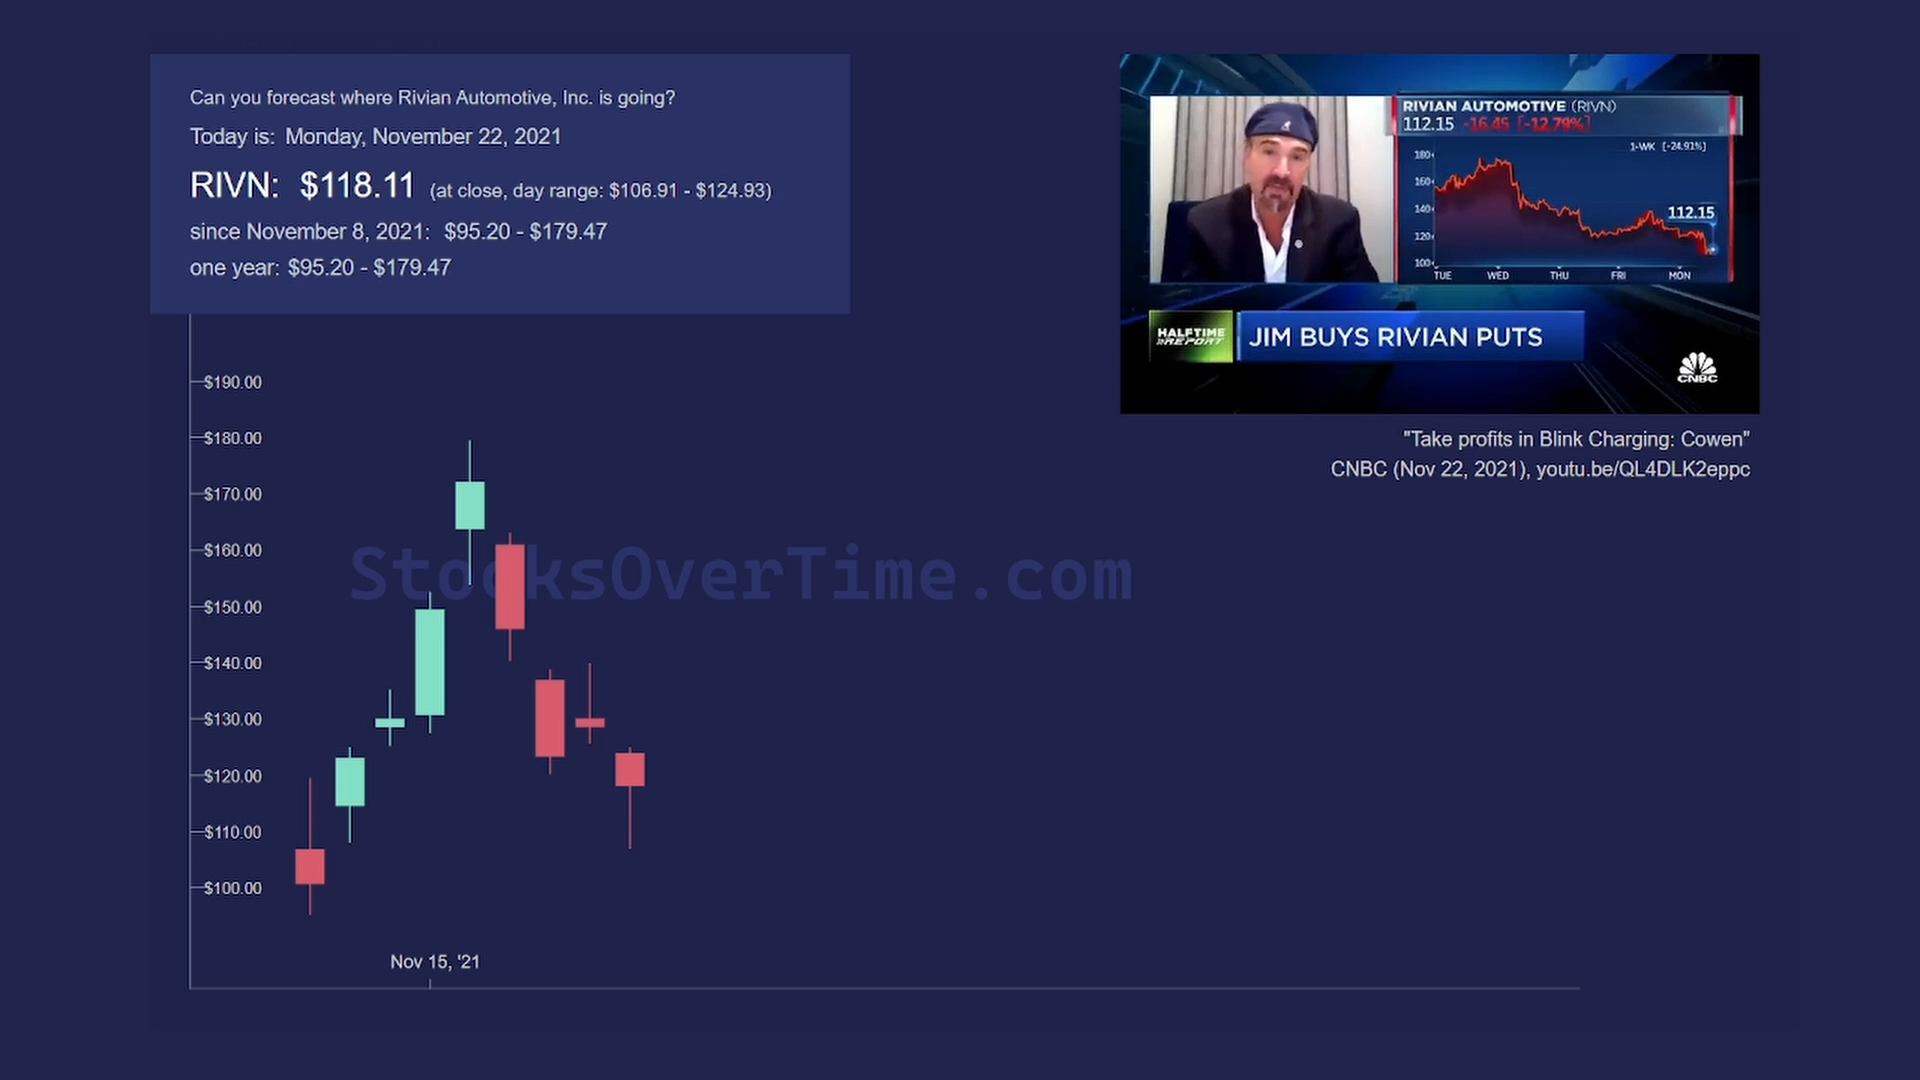 Can you forecast where Rivian Automotive, Inc. is going?
Today is: Monday, November 22, 2021
RIVN: $118.11 (at close, day range: $106.91 - $124.93)
since November 8, 2021: $95.20 - $179.47
one year: $95.20 - $179.47
RIVIAN AUTOMOTIVE (RIVN)
112.15 -16.45 [-12.79%]
1-WK [-24.91%]
180
160
140
120
100
112.15
TUE WED THU FRI MON
HALFTIME REPORT
JIM BUYS RIVIAN PUTS
CNBC
"Take profits in Blink Charging: Cowen"
CNBC (Nov 22, 2021), youtu.be/QL4DLK2eppc
$190.00
$180.00
$170.00
$160.00
$150.00
$140.00
$130.00
$120.00
$110.00
$100.00
StocksOverTime.com
Nov 15, '21